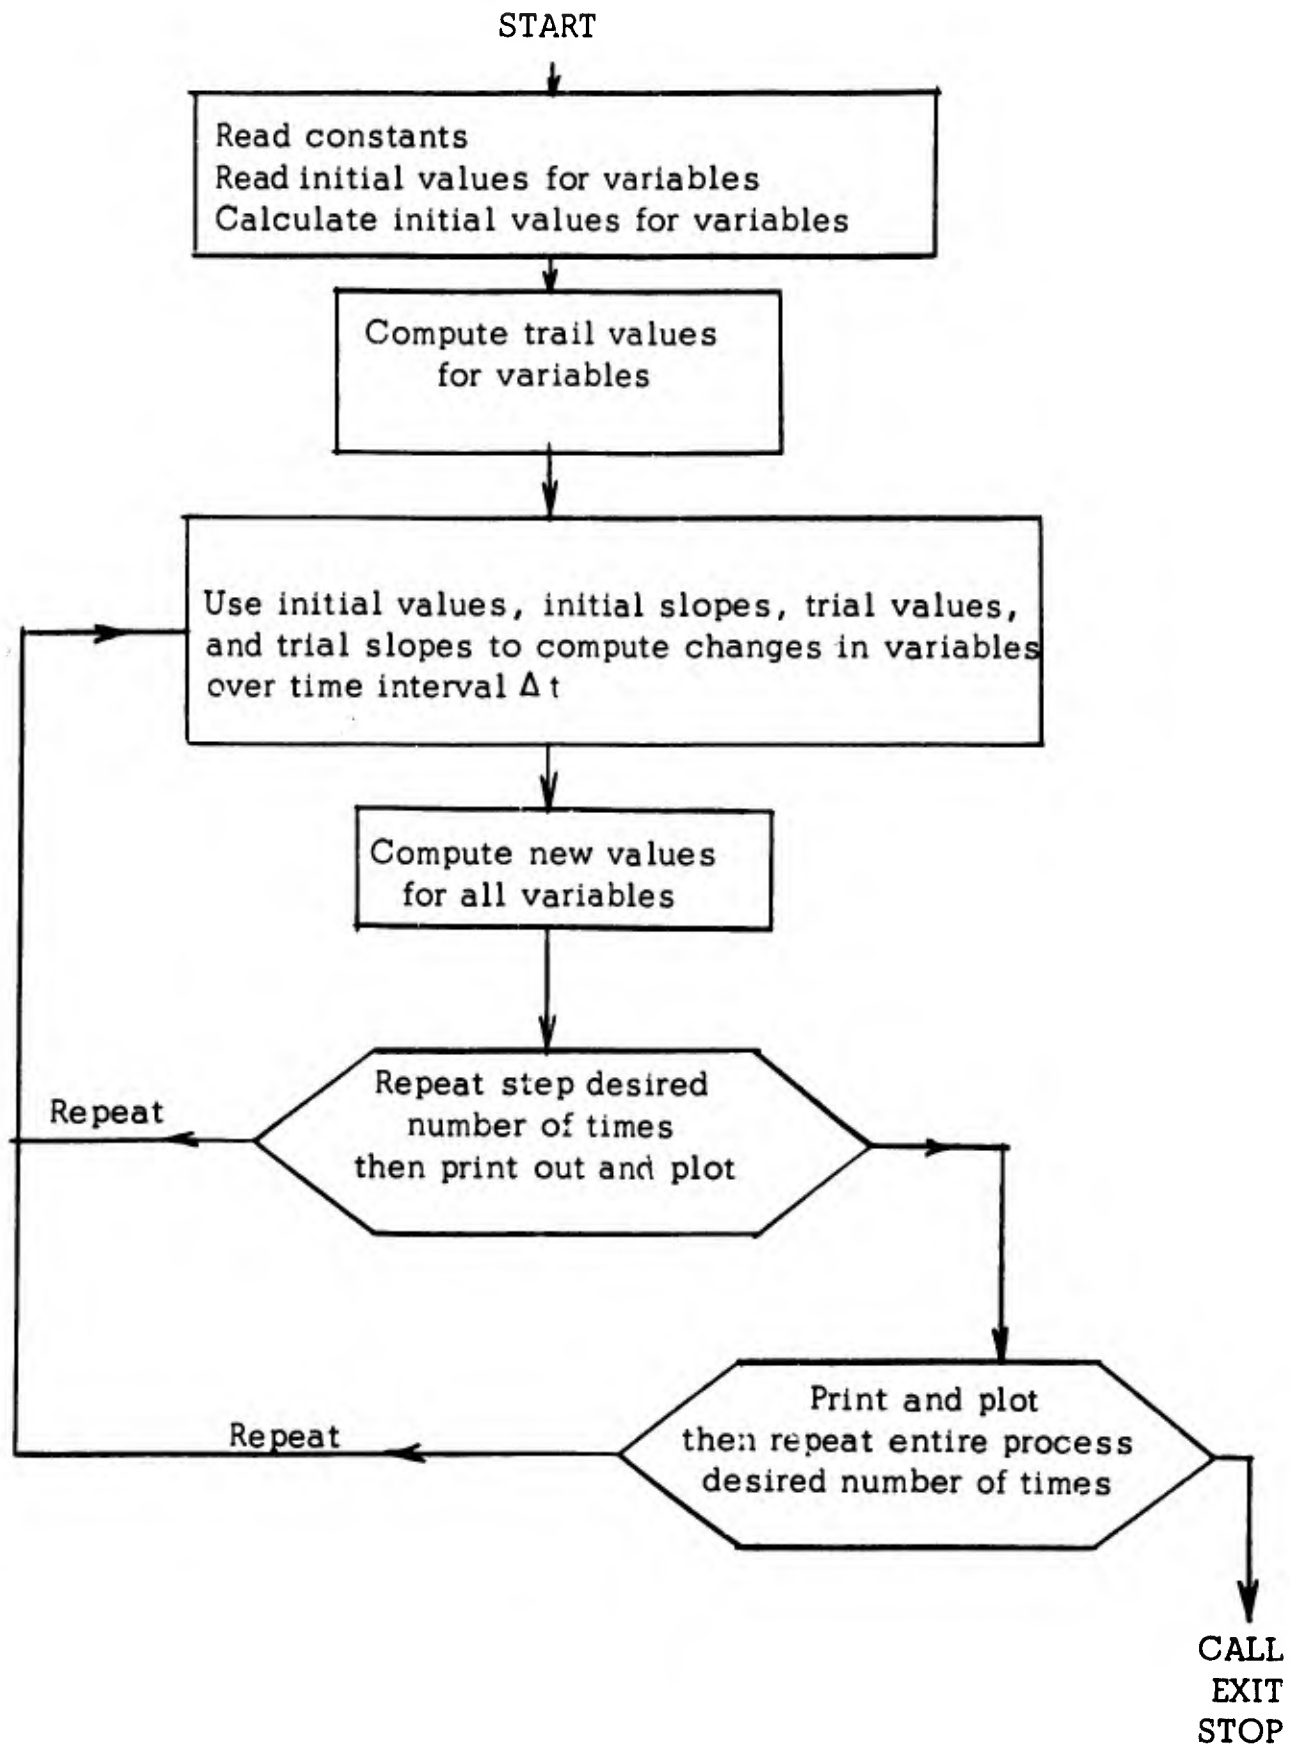 START
Read constants
Read initial values for variables
Calculate initial values for variables
Compute trail values
for variables
Use initial values, initial slopes, trial values,
and trial slopes to compute changes in variables
over time interval Δ t
Compute new values
for all variables
Repeat step desired
number of times
then print out and plot
Repeat
Print and plot
then repeat entire process
desired number of times
Repeat
CALL
EXIT
STOP